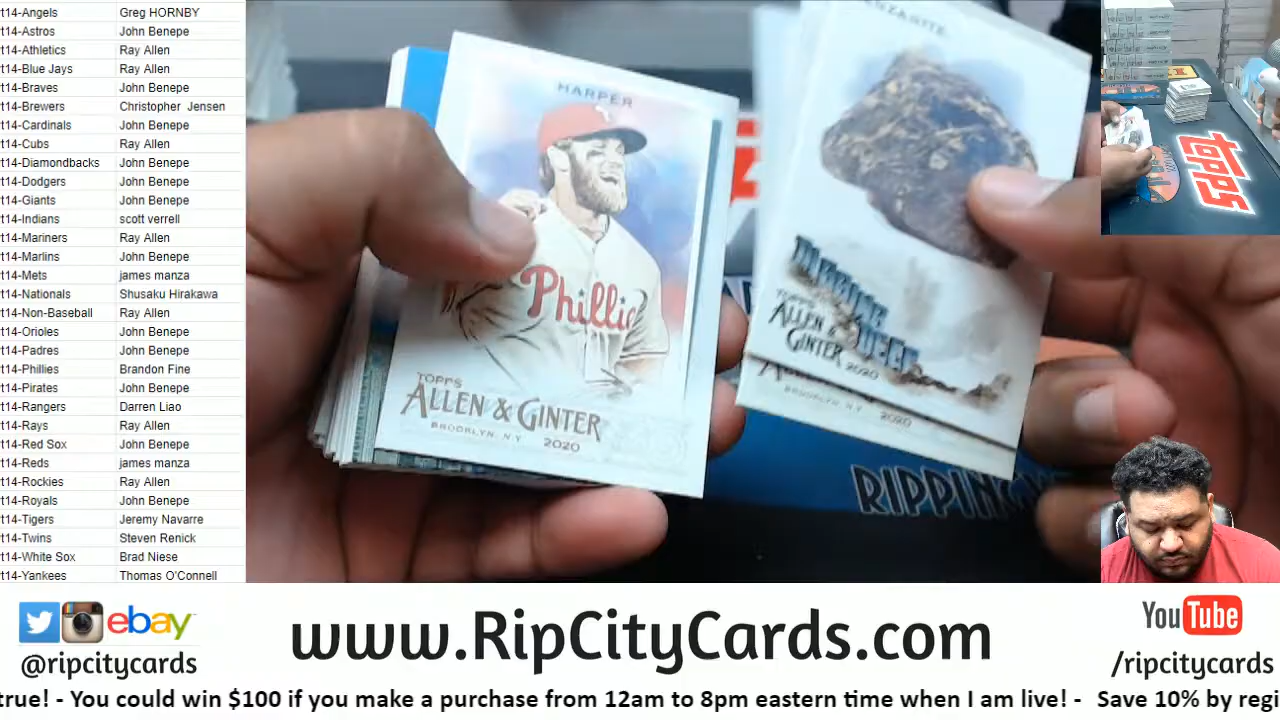 t14-Angels Greg HORNBY
t14-Astros John Benepe
t14-Athletics Ray Allen
t14-Blue Jays Ray Allen
t14-Braves John Benepe
t14-Brewers Christopher Jensen
t14-Cardinals John Benepe
t14-Cubs Ray Allen
t14-Diamondbacks John Benepe
t14-Dodgers John Benepe
t14-Giants John Benepe
t14-Indians scott verrell
t14-Mariners Ray Allen
t14-Marlins John Benepe
t14-Mets james manza
t14-Nationals Shusaku Hirakawa
t14-Non-Baseball Ray Allen
t14-Orioles John Benepe
t14-Padres John Benepe
t14-Phillies Brandon Fine
t14-Pirates John Benepe
t14-Rangers Darren Liao
t14-Rays Ray Allen
t14-Red Sox John Benepe
t14-Reds james manza
t14-Rockies Ray Allen
t14-Royals John Benepe
t14-Tigers Jeremy Navarre
t14-Twins Steven Renick
t14-White Sox Brad Niese
t14-Yankees Thomas O'Connell
HARPER
Phillie
TOPPS
ALLEN & GINTER
BROOKLYN, N.Y. 2020
TOPPS
ALLEN &
GINTER 2020
BROOKLYN, N.Y. 2020
RIPPIN
TOPPS
ebay
@ripcitycards
www.RipCityCards.com
YouTube
/ripcitycards
true! - You could win $100 if you make a purchase from 12am to 8pm eastern time when I am live! - Save 10% by regi